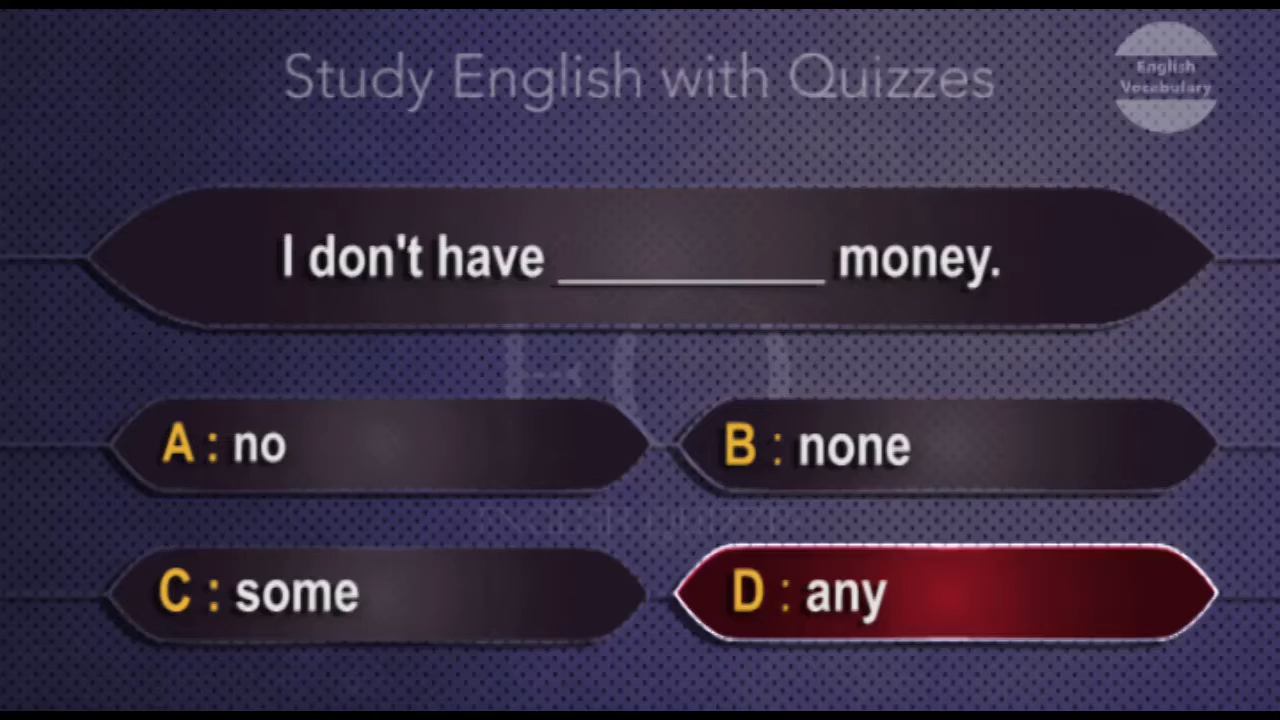 Study English with Quizzes
English
Vocabulary
I don't have __________ money.
A : no
B : none
C : some
D : any